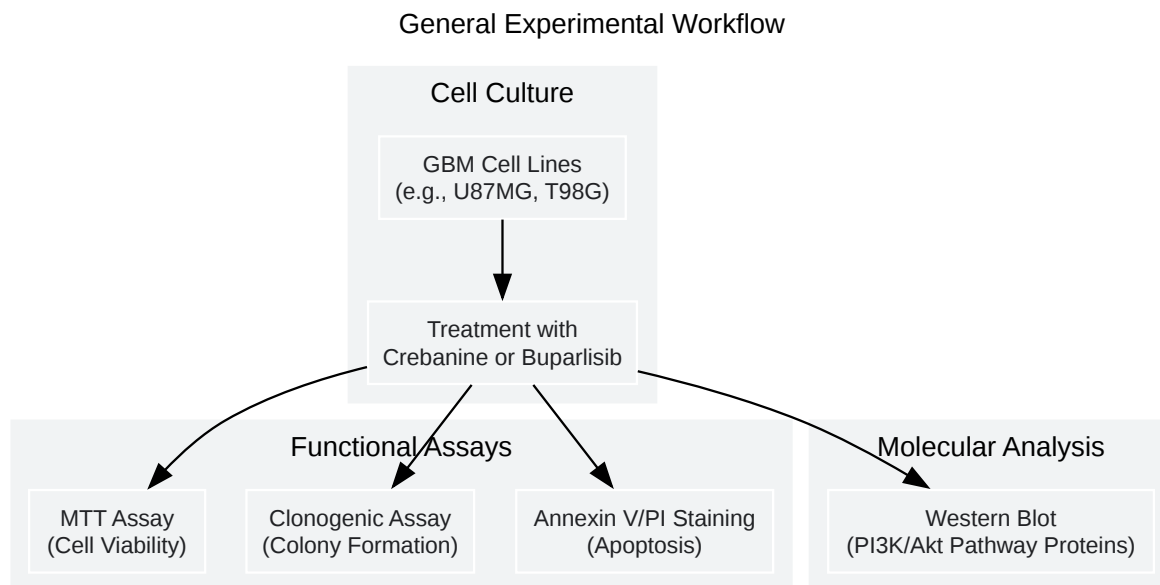 General Experimental Workflow
Cell Culture
GBM Cell Lines
(e.g., U87MG, T98G)
Treatment with
Crebanine or Buparlisib
Functional Assays
MTT Assay
(Cell Viability)
Clonogenic Assay
(Colony Formation)
Annexin V/PI Staining
(Apoptosis)
Molecular Analysis
Western Blot
(PI3K/Akt Pathway Proteins)